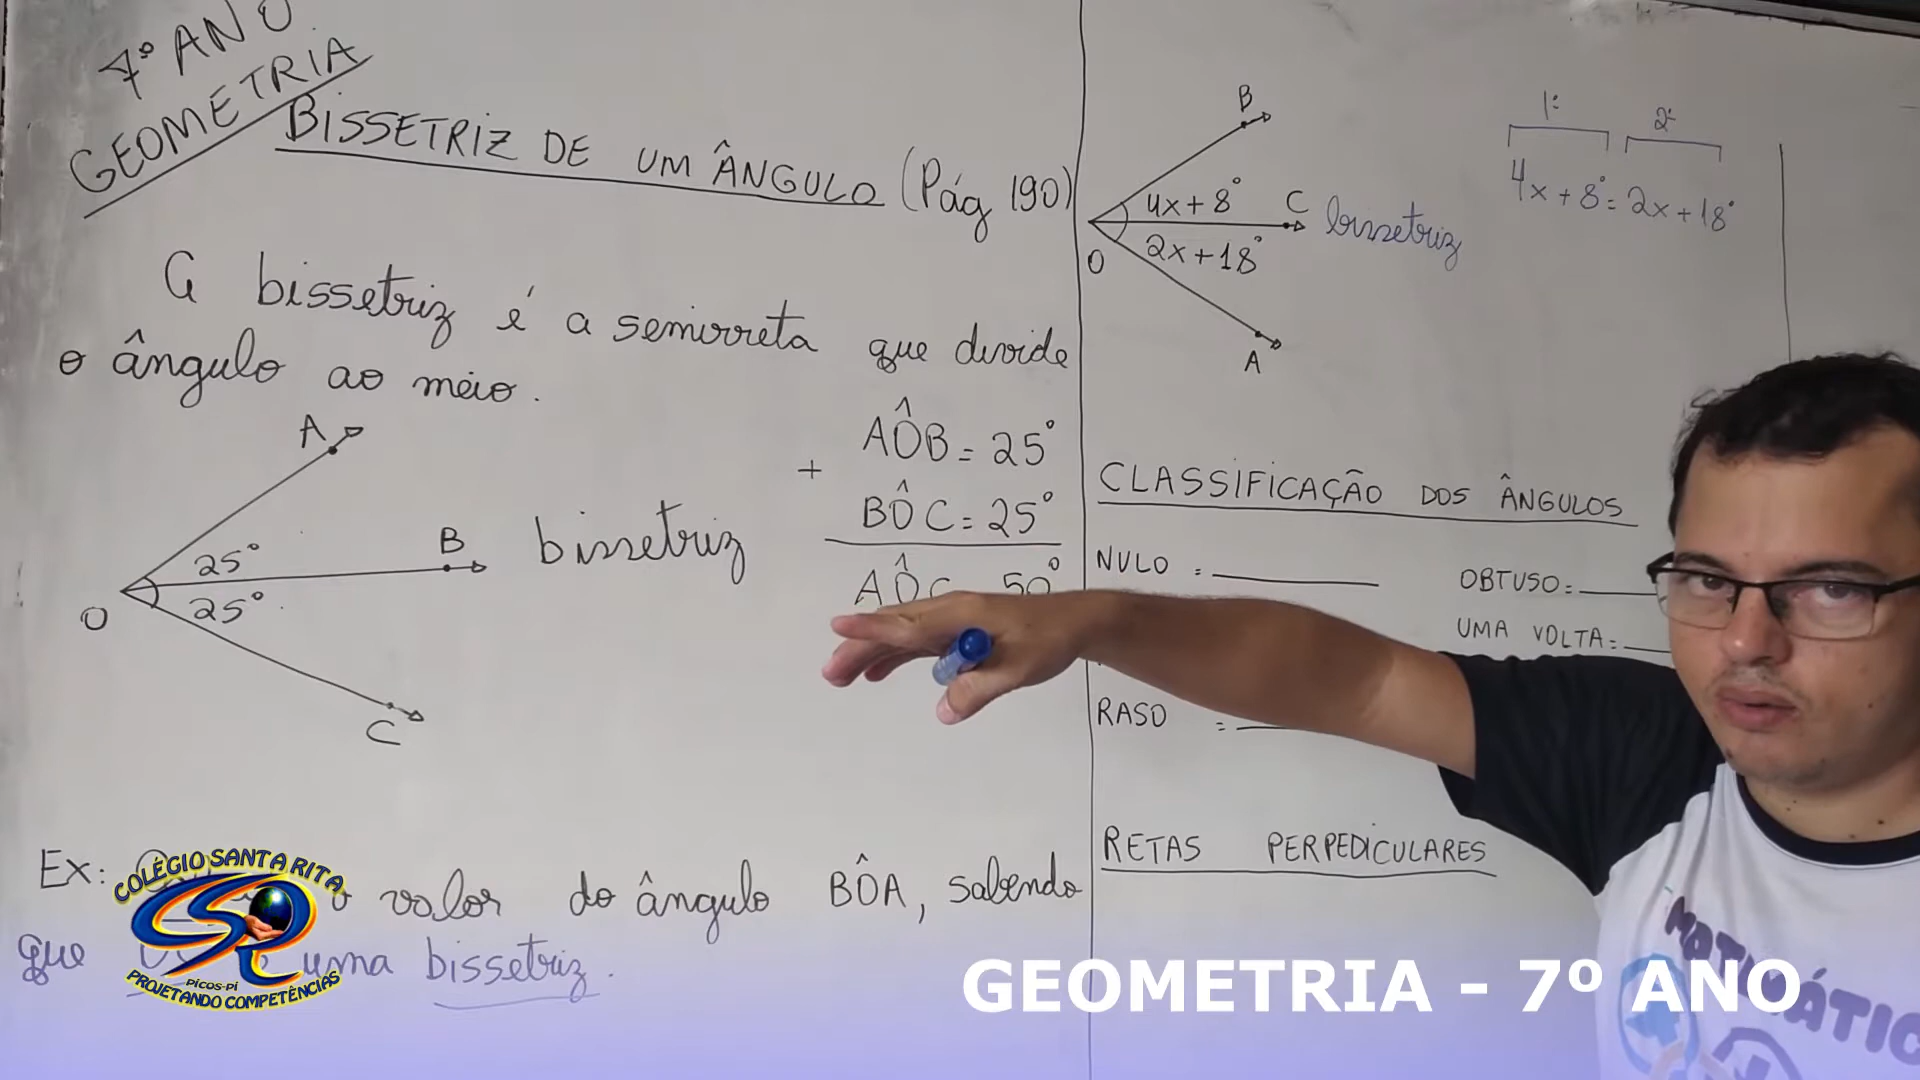 7º ANO
GEOMETRIA
BISSETRIZ DE UM ÂNGULO (Pág 190)
A bissetriz é a semirreta que divide
o ângulo ao meio.
A
B
C
O
25°
25°
bissetriz
+
AÔB = 25°
BÔC = 25°
AÔC 50°
Ex: o valor do ângulo BÔA, sabendo
que uma bissetriz.
B
C
A
O
4x + 8°
2x + 18°
bissetriz
1º 2º
4x + 8° = 2x + 18°
CLASSIFICAÇÃO DOS ÂNGULOS
NULO =
OBTUSO =
UMA VOLTA =
RASO =
RETAS PERPEDICULARES
COLÉGIO SANTA RITA
PICOS-PI
PROJETANDO COMPETÊNCIAS
GEOMETRIA - 7º ANO